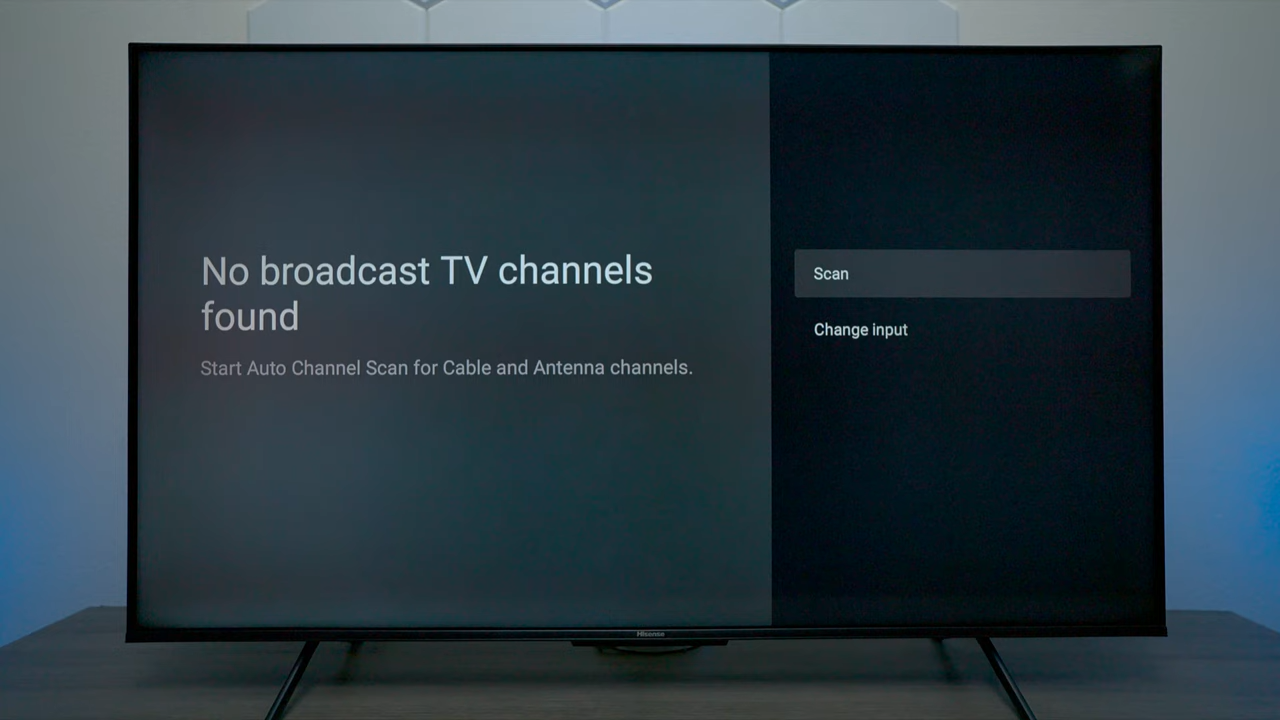 No broadcast TV channels
found
Start Auto Channel Scan for Cable and Antenna channels.
Scan
Change input
Hisense